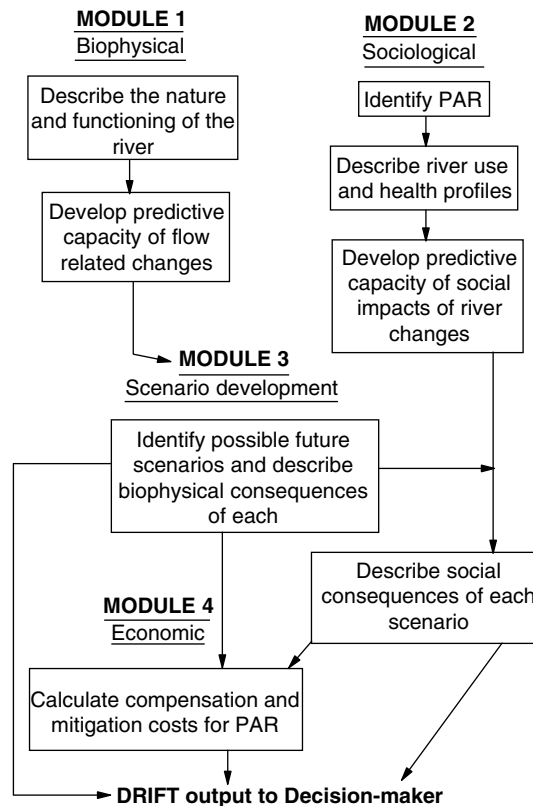 MODULE 1
Biophysical
Describe the nature
and functioning of the
river
Develop predictive
capacity of flow
related changes
MODULE 2
Sociological
Identify PAR
Describe river use
and health profiles
Develop predictive
capacity of social
impacts of river
changes
MODULE 3
Scenario development
Identify possible future
scenarios and describe
biophysical consequences
of each
Describe social
consequences of each
scenario
MODULE 4
Economic
Calculate compensation and
mitigation costs for PAR
DRIFT output to Decision-maker